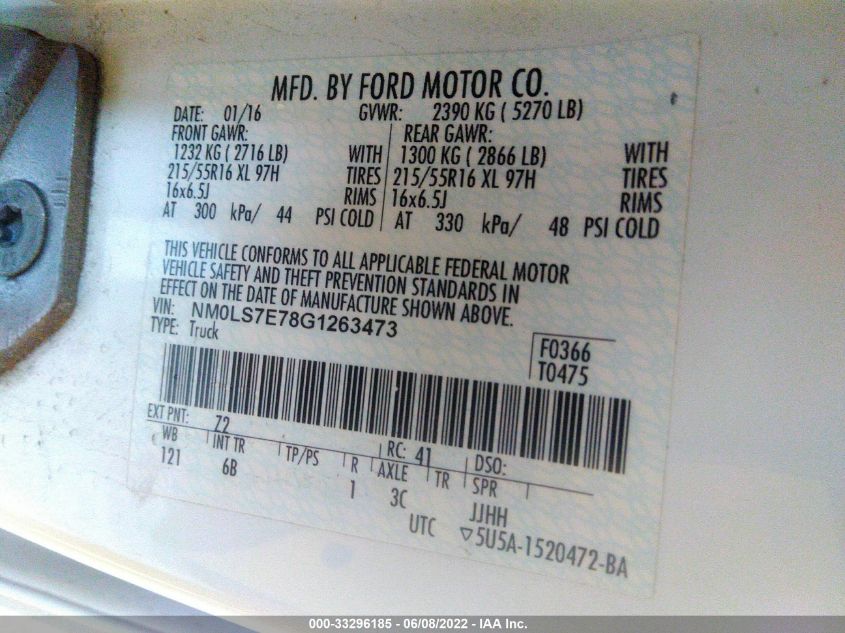 MFD. BY FORD MOTOR CO.
DATE: 01/16 GVWR: 2390 KG ( 5270 LB)
FRONT GAWR: REAR GAWR:
1232 KG ( 2716 LB) WITH 1300 KG ( 2866 LB) WITH
215/55R16 XL 97H TIRES 215/55R16 XL 97H TIRES
16x6.5J RIMS 16x6.5J RIMS
AT 300 kPa/ 44 PSI COLD AT 330 kPa/ 48 PSI COLD
THIS VEHICLE CONFORMS TO ALL APPLICABLE FEDERAL MOTOR
VEHICLE SAFETY AND THEFT PREVENTION STANDARDS IN
EFFECT ON THE DATE OF MANUFACTURE SHOWN ABOVE.
VIN: NM0LS7E78G1263473
TYPE: Truck
F0366
T0475
EXT PNT: Z2 RC: 41 DSO:
WB INT TR TP/PS R AXLE TR SPR
121 6B 1 3C JJHH
UTC ▽5U5A-1520472-BA
000-33296185 - 06/08/2022 - IAA Inc.